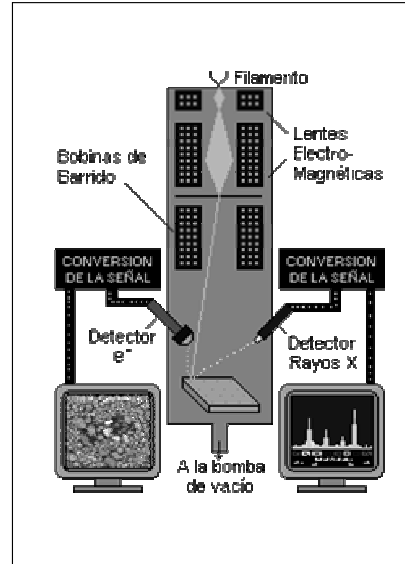 Filamento
Lentes
Electro-
Magnéticas
Bobinas de
Barrido
CONVERSION
DE LA SEÑAL
CONVERSION
DE LA SEÑAL
Detector
e⁻
Detector
Rayos X
A la bomba
de vacío